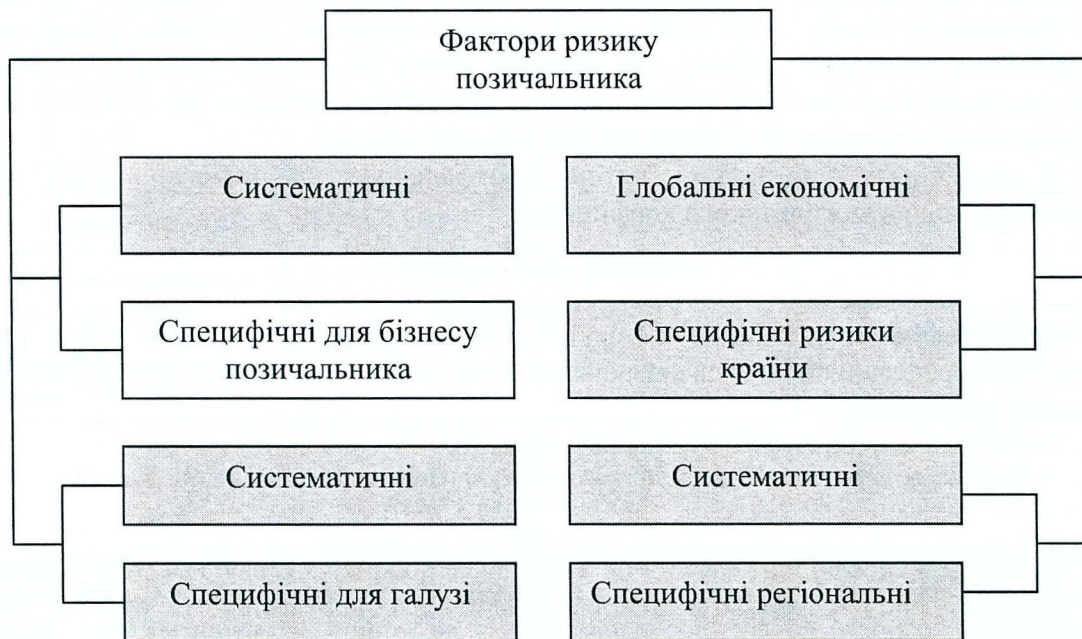 Фактори ризику
позичальника
Систематичні
Глобальні економічні
Специфічні для бізнесу
позичальника
Специфічні ризики
країни
Систематичні
Систематичні
Специфічні для галузі
Специфічні регіональні